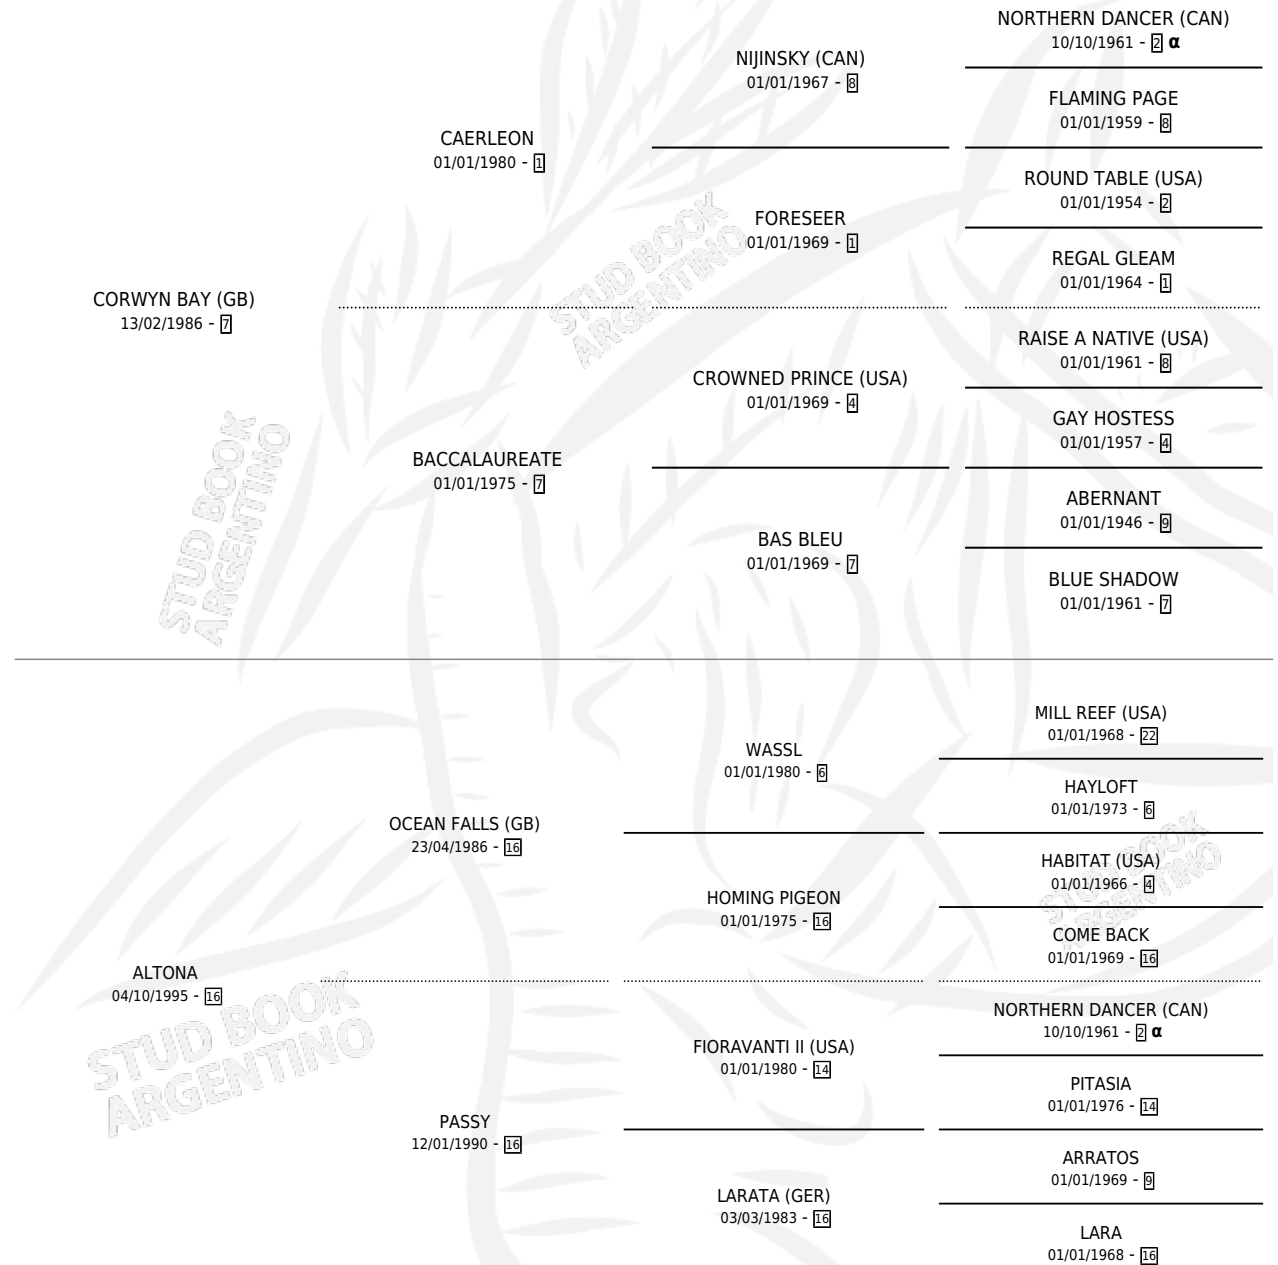 NORTHERN DANCER (CAN)
10/10/1961 - 2 α
NIJINSKY (CAN)
01/01/1967 - 8
FLAMING PAGE
01/01/1959 - 8
CAERLEON
01/01/1980 - 1
ROUND TABLE (USA)
01/01/1954 - 2
FORESEER
01/01/1969 - 1
REGAL GLEAM
01/01/1964 - 1
CORWYN BAY (GB)
13/02/1986 - 7
RAISE A NATIVE (USA)
01/01/1961 - 8
CROWNED PRINCE (USA)
01/01/1969 - 4
GAY HOSTESS
01/01/1957 - 4
BACCALAUREATE
01/01/1975 - 7
ABERNANT
01/01/1946 - 9
BAS BLEU
01/01/1969 - 7
BLUE SHADOW
01/01/1961 - 7
MILL REEF (USA)
01/01/1968 - 22
WASSL
01/01/1980 - 6
HAYLOFT
01/01/1973 - 6
OCEAN FALLS (GB)
23/04/1986 - 16
HABITAT (USA)
01/01/1966 - 4
HOMING PIGEON
01/01/1975 - 16
COME BACK
01/01/1969 - 16
ALTONA
04/10/1995 - 16
NORTHERN DANCER (CAN)
10/10/1961 - 2 α
FIORAVANTI II (USA)
01/01/1980 - 14
PITASIA
01/01/1976 - 14
PASSY
12/01/1990 - 16
ARRATOS
01/01/1969 - 9
LARATA (GER)
03/03/1983 - 16
LARA
01/01/1968 - 16
STUD BOOK
ARGENTINO
STUD BOOK
ARGENTINO
STUD BOOK
ARGENTINO
STUD BOOK
ARGENTINO